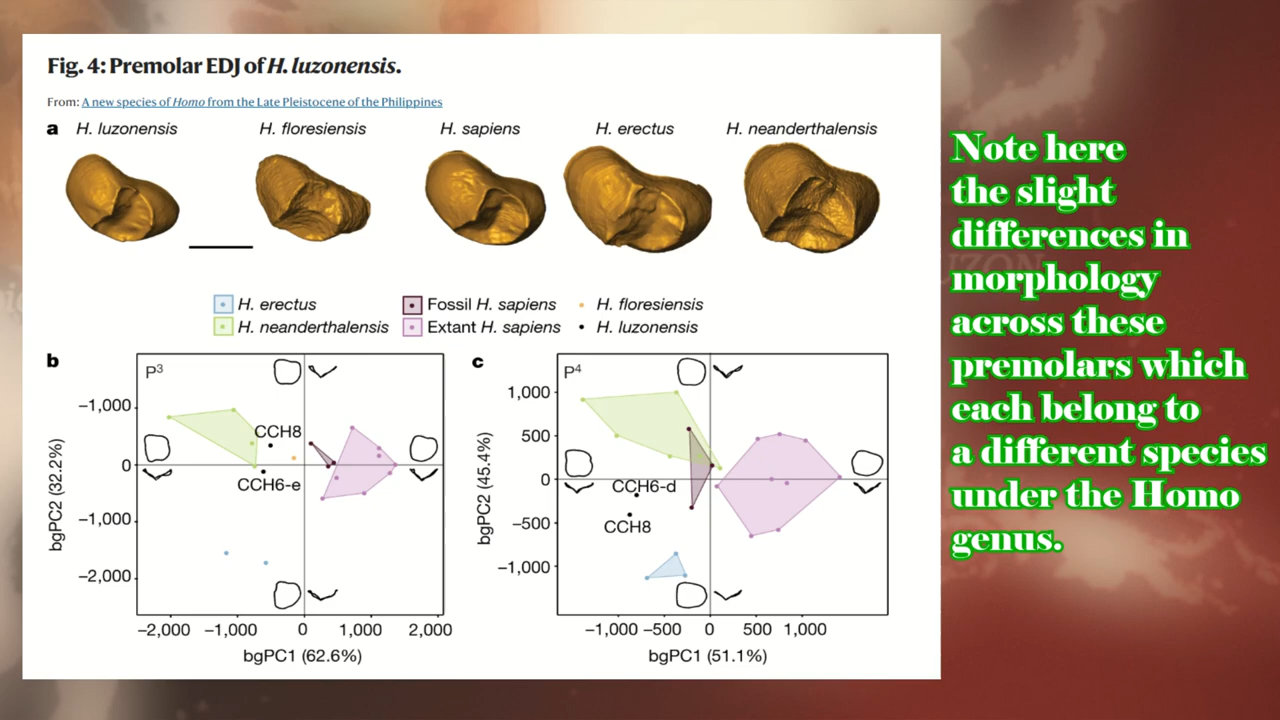 Fig. 4: Premolar EDJ of H. luzonensis.
From: A new species of Homo from the Late Pleistocene of the Philippines
a H. luzonensis H. floresiensis H. sapiens H. erectus H. neanderthalensis
H. erectus Fossil H. sapiens H. floresiensis
H. neanderthalensis Extant H. sapiens H. luzonensis
b
P3
−1,000
0
−1,000
−2,000
bgPC2 (32.2%)
CCH8
CCH6-e
−2,000 −1,000 0 1,000 2,000
bgPC1 (62.6%)
c
P4
1,000
500
0
−500
−1,000
bgPC2 (45.4%)
CCH6-d
CCH8
−1,000 −500 0 500 1,000
bgPC1 (51.1%)
Note here
the slight
differences in
morphology
across these
premolars which
each belong to
a different species
under the Homo
genus.